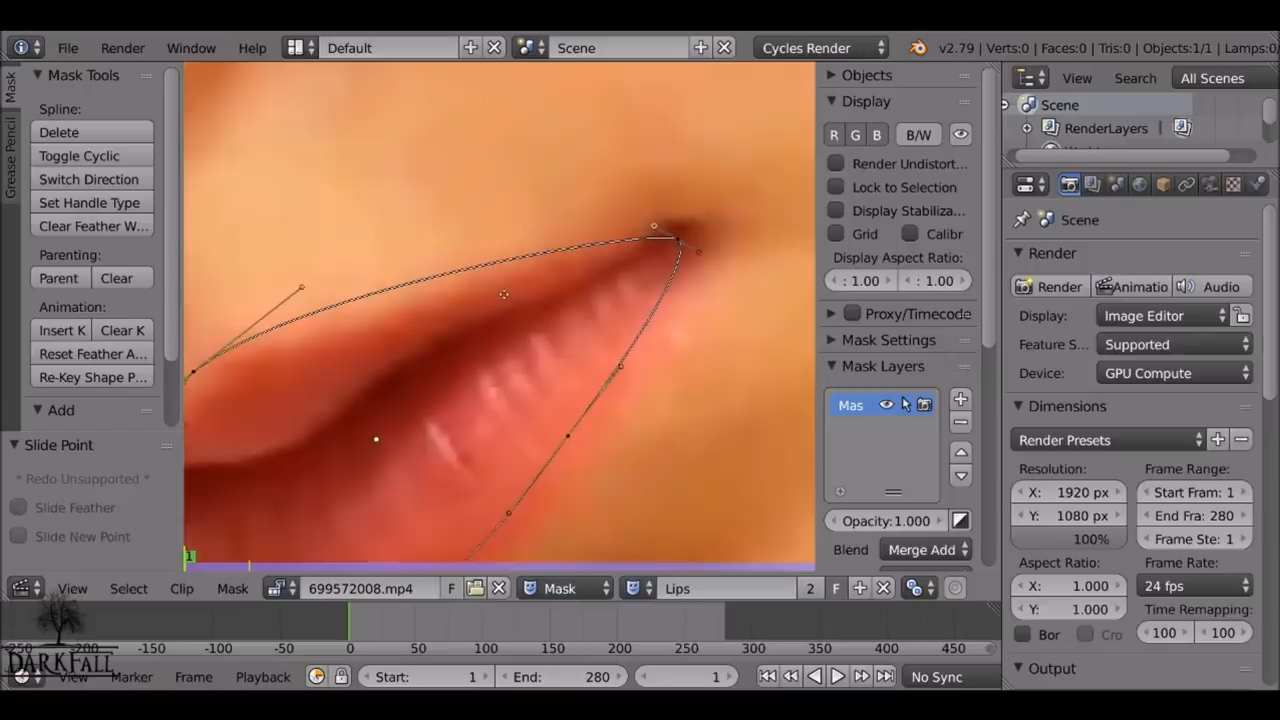 File Render Window Help Default Scene Cycles Render v2.79 | Verts:0 | Faces:0 | Tris:0 | Objects:1/1 | Lamps:0/
Mask
Grease Pencil
Mask Tools
Spline:
Delete
Toggle Cyclic
Switch Direction
Set Handle Type
Clear Feather W...
Parenting:
Parent Clear
Animation:
Insert K Clear K
Reset Feather A...
Re-Key Shape P...
Add
Slide Point
* Redo Unsupported *
Slide Feather
Slide New Point
1
Objects
Display
R G B B/W
Render Undistort...
Lock to Selection
Display Stabiliza...
Grid Calibr
Display Aspect Ratio:
: 1.00 : 1.00
Proxy/Timecode
Mask Settings
Mask Layers
Mas
Opacity:1.000
Blend Merge Add
View Select Clip Mask 699572008.mp4 F Mask Lips 2 F
-250 -200 -150 -100 -50 0 50 100 150 200 250 300 350 400 450
DARKFALL
View Marker Frame Playback Start: 1 End: 280 1 No Sync
View Search All Scenes
Scene
RenderLayers |
Scene
Render
Render Animatio Audio
Display: Image Editor
Feature S... Supported
Device: GPU Compute
Dimensions
Render Presets
Resolution: Frame Range:
X: 1920 px Start Fram: 1
Y: 1080 px End Fra: 280
100% Frame Ste: 1
Aspect Ratio: Frame Rate:
X: 1.000 24 fps
Y: 1.000 Time Remapping:
Bor Cro 100 100
Output